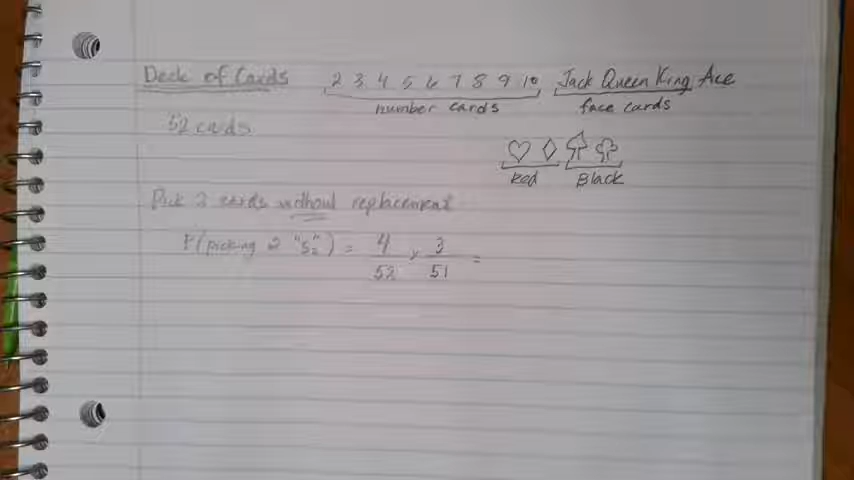 Deck of Cards 2 3 4 5 6 7 8 9 10 Jack Queen King Ace
number cards face cards
52 cards
Red Black
Pick 2 cards without replacement
P(picking 2 "5s") = 4/52 x 3/51 =